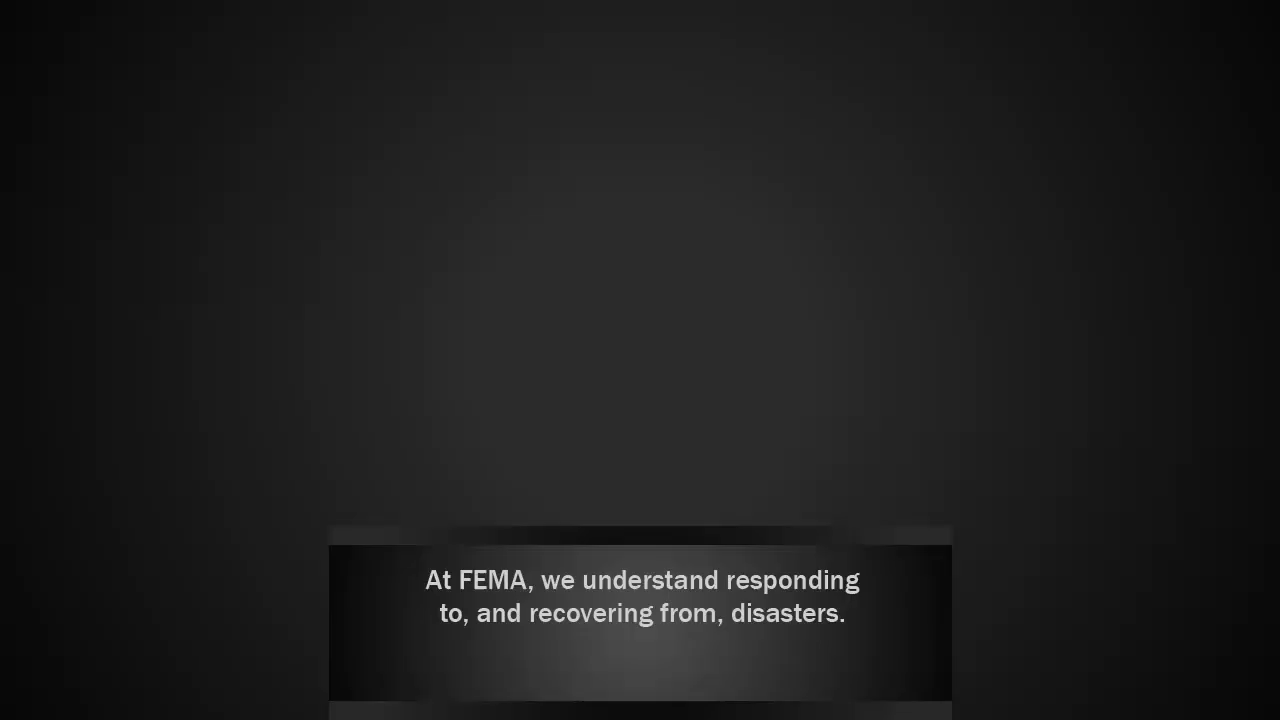 At FEMA, we understand responding
to, and recovering from, disasters.